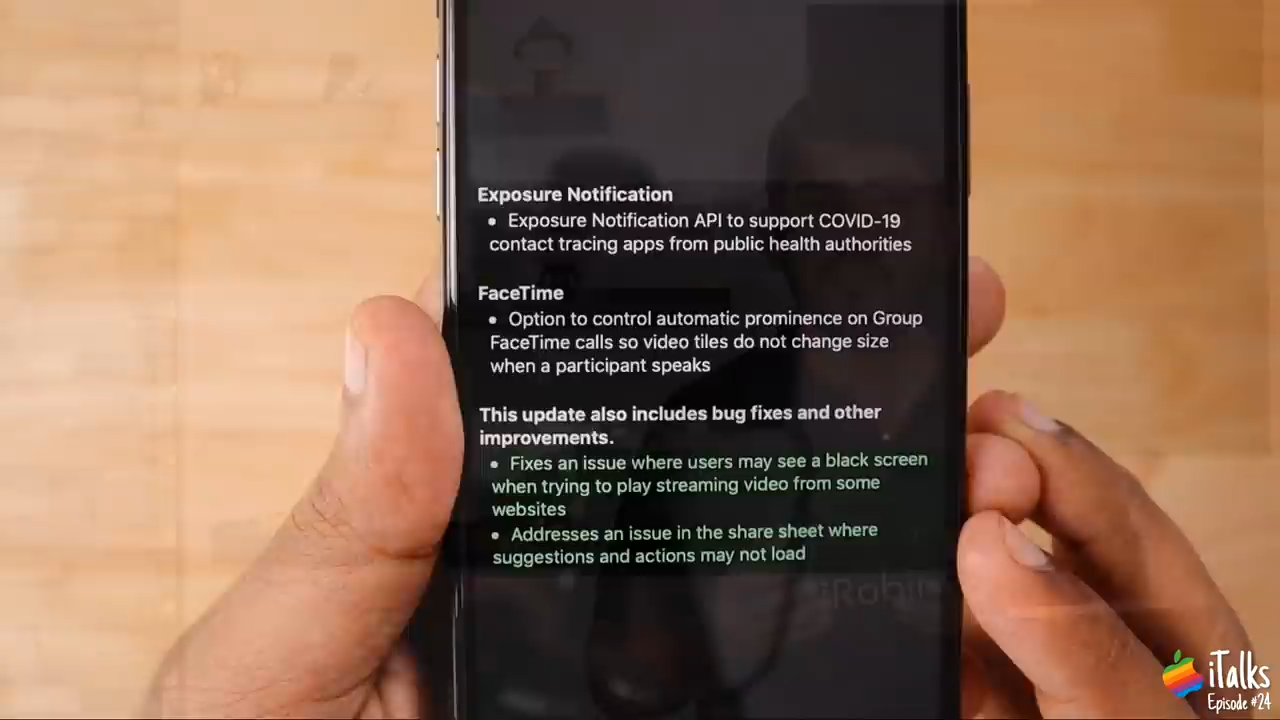 Exposure Notification
• Exposure Notification API to support COVID-19
contact tracing apps from public health authorities
FaceTime
• Option to control automatic prominence on Group
FaceTime calls so video tiles do not change size
when a participant speaks
This update also includes bug fixes and other
improvements.
• Fixes an issue where users may see a black screen
when trying to play streaming video from some
websites
• Addresses an issue in the share sheet where
suggestions and actions may not load
iTalks
Episode #24